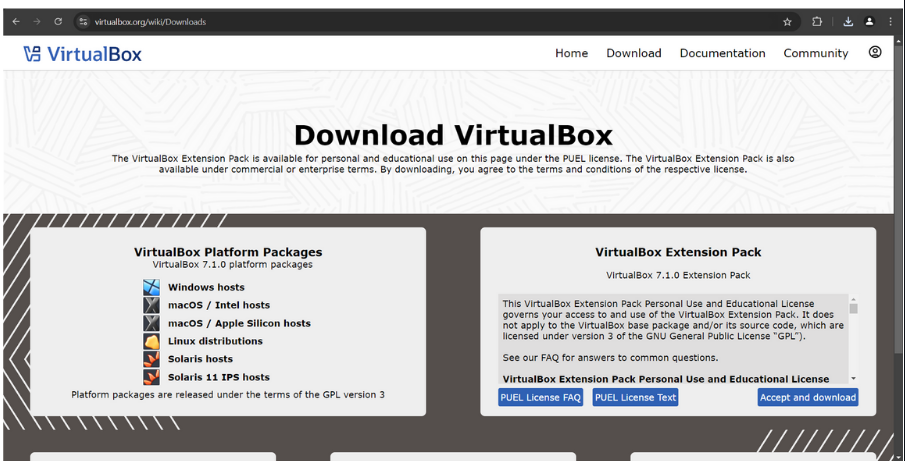 virtualbox.org/wiki/Downloads
VirtualBox
Home Download Documentation Community
Download VirtualBox
The VirtualBox Extension Pack is available for personal and educational use on this page under the PUEL license. The VirtualBox Extension Pack is also
available under commercial or enterprise terms. By downloading, you agree to the terms and conditions of the respective license.
VirtualBox Platform Packages
VirtualBox 7.1.0 platform packages
Windows hosts
macOS / Intel hosts
macOS / Apple Silicon hosts
Linux distributions
Solaris hosts
Solaris 11 IPS hosts
Platform packages are released under the terms of the GPL version 3
VirtualBox Extension Pack
VirtualBox 7.1.0 Extension Pack
This VirtualBox Extension Pack Personal Use and Educational License
governs your access to and use of the VirtualBox Extension Pack. It does
not apply to the VirtualBox base package and/or its source code, which are
licensed under version 3 of the GNU General Public License “GPL”).
See our FAQ for answers to common questions.
VirtualBox Extension Pack Personal Use and Educational License
PUEL License FAQ PUEL License Text Accept and download